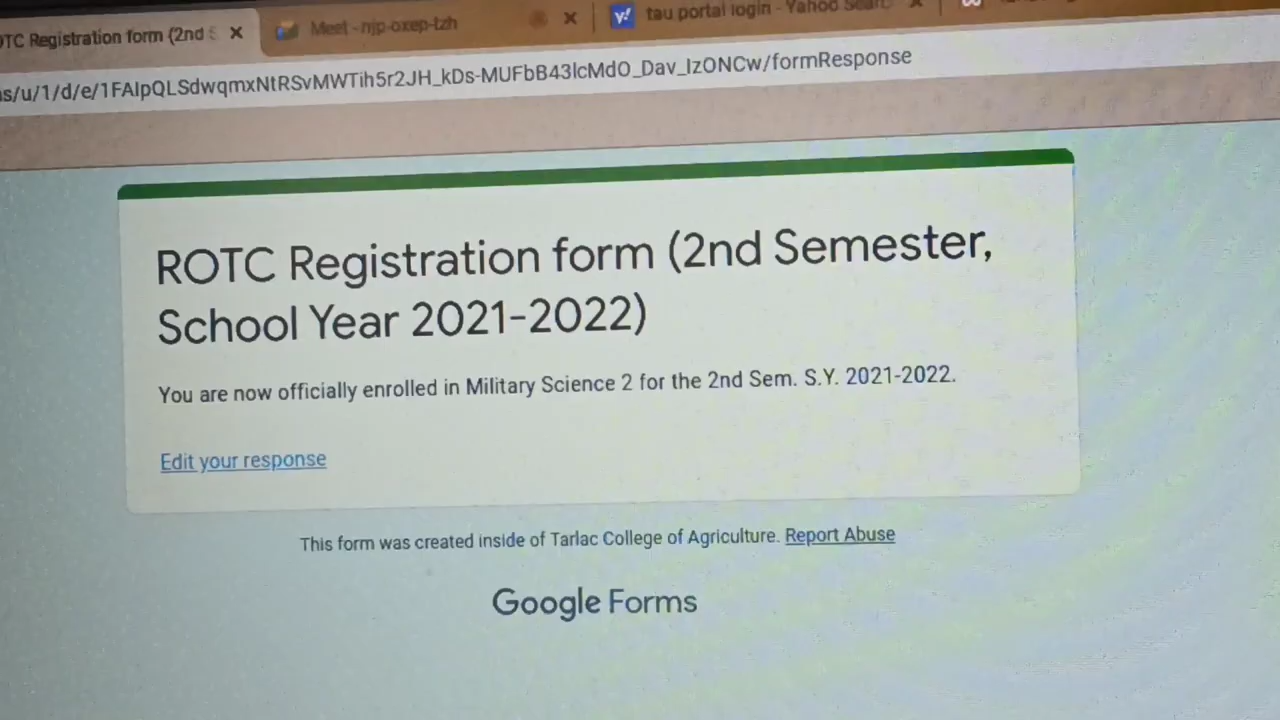 OTC Registration form (2nd S
Meet - njp-oxep-tzh
tau portal login - Yahoo Sear
s/u/1/d/e/1FAIpQLSdwqmxNtRSvMWTih5r2JH_kDs-MUFbB43lcMdO_Dav_IzONCw/formResponse
ROTC Registration form (2nd Semester,
School Year 2021-2022)
You are now officially enrolled in Military Science 2 for the 2nd Sem. S.Y. 2021-2022.
Edit your response
This form was created inside of Tarlac College of Agriculture. Report Abuse
Google Forms